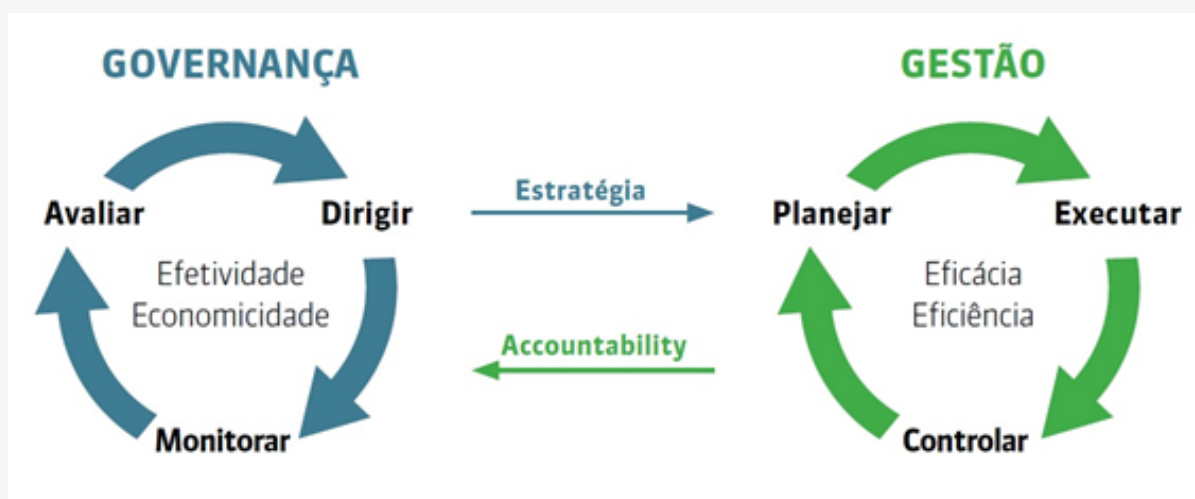 GOVERNANÇA
GESTÃO
Estratégia
Avaliar
Dirigir
Planejar
Executar
Efetividade
Economicidade
Eficácia
Eficiência
Accountability
Monitorar
Controlar